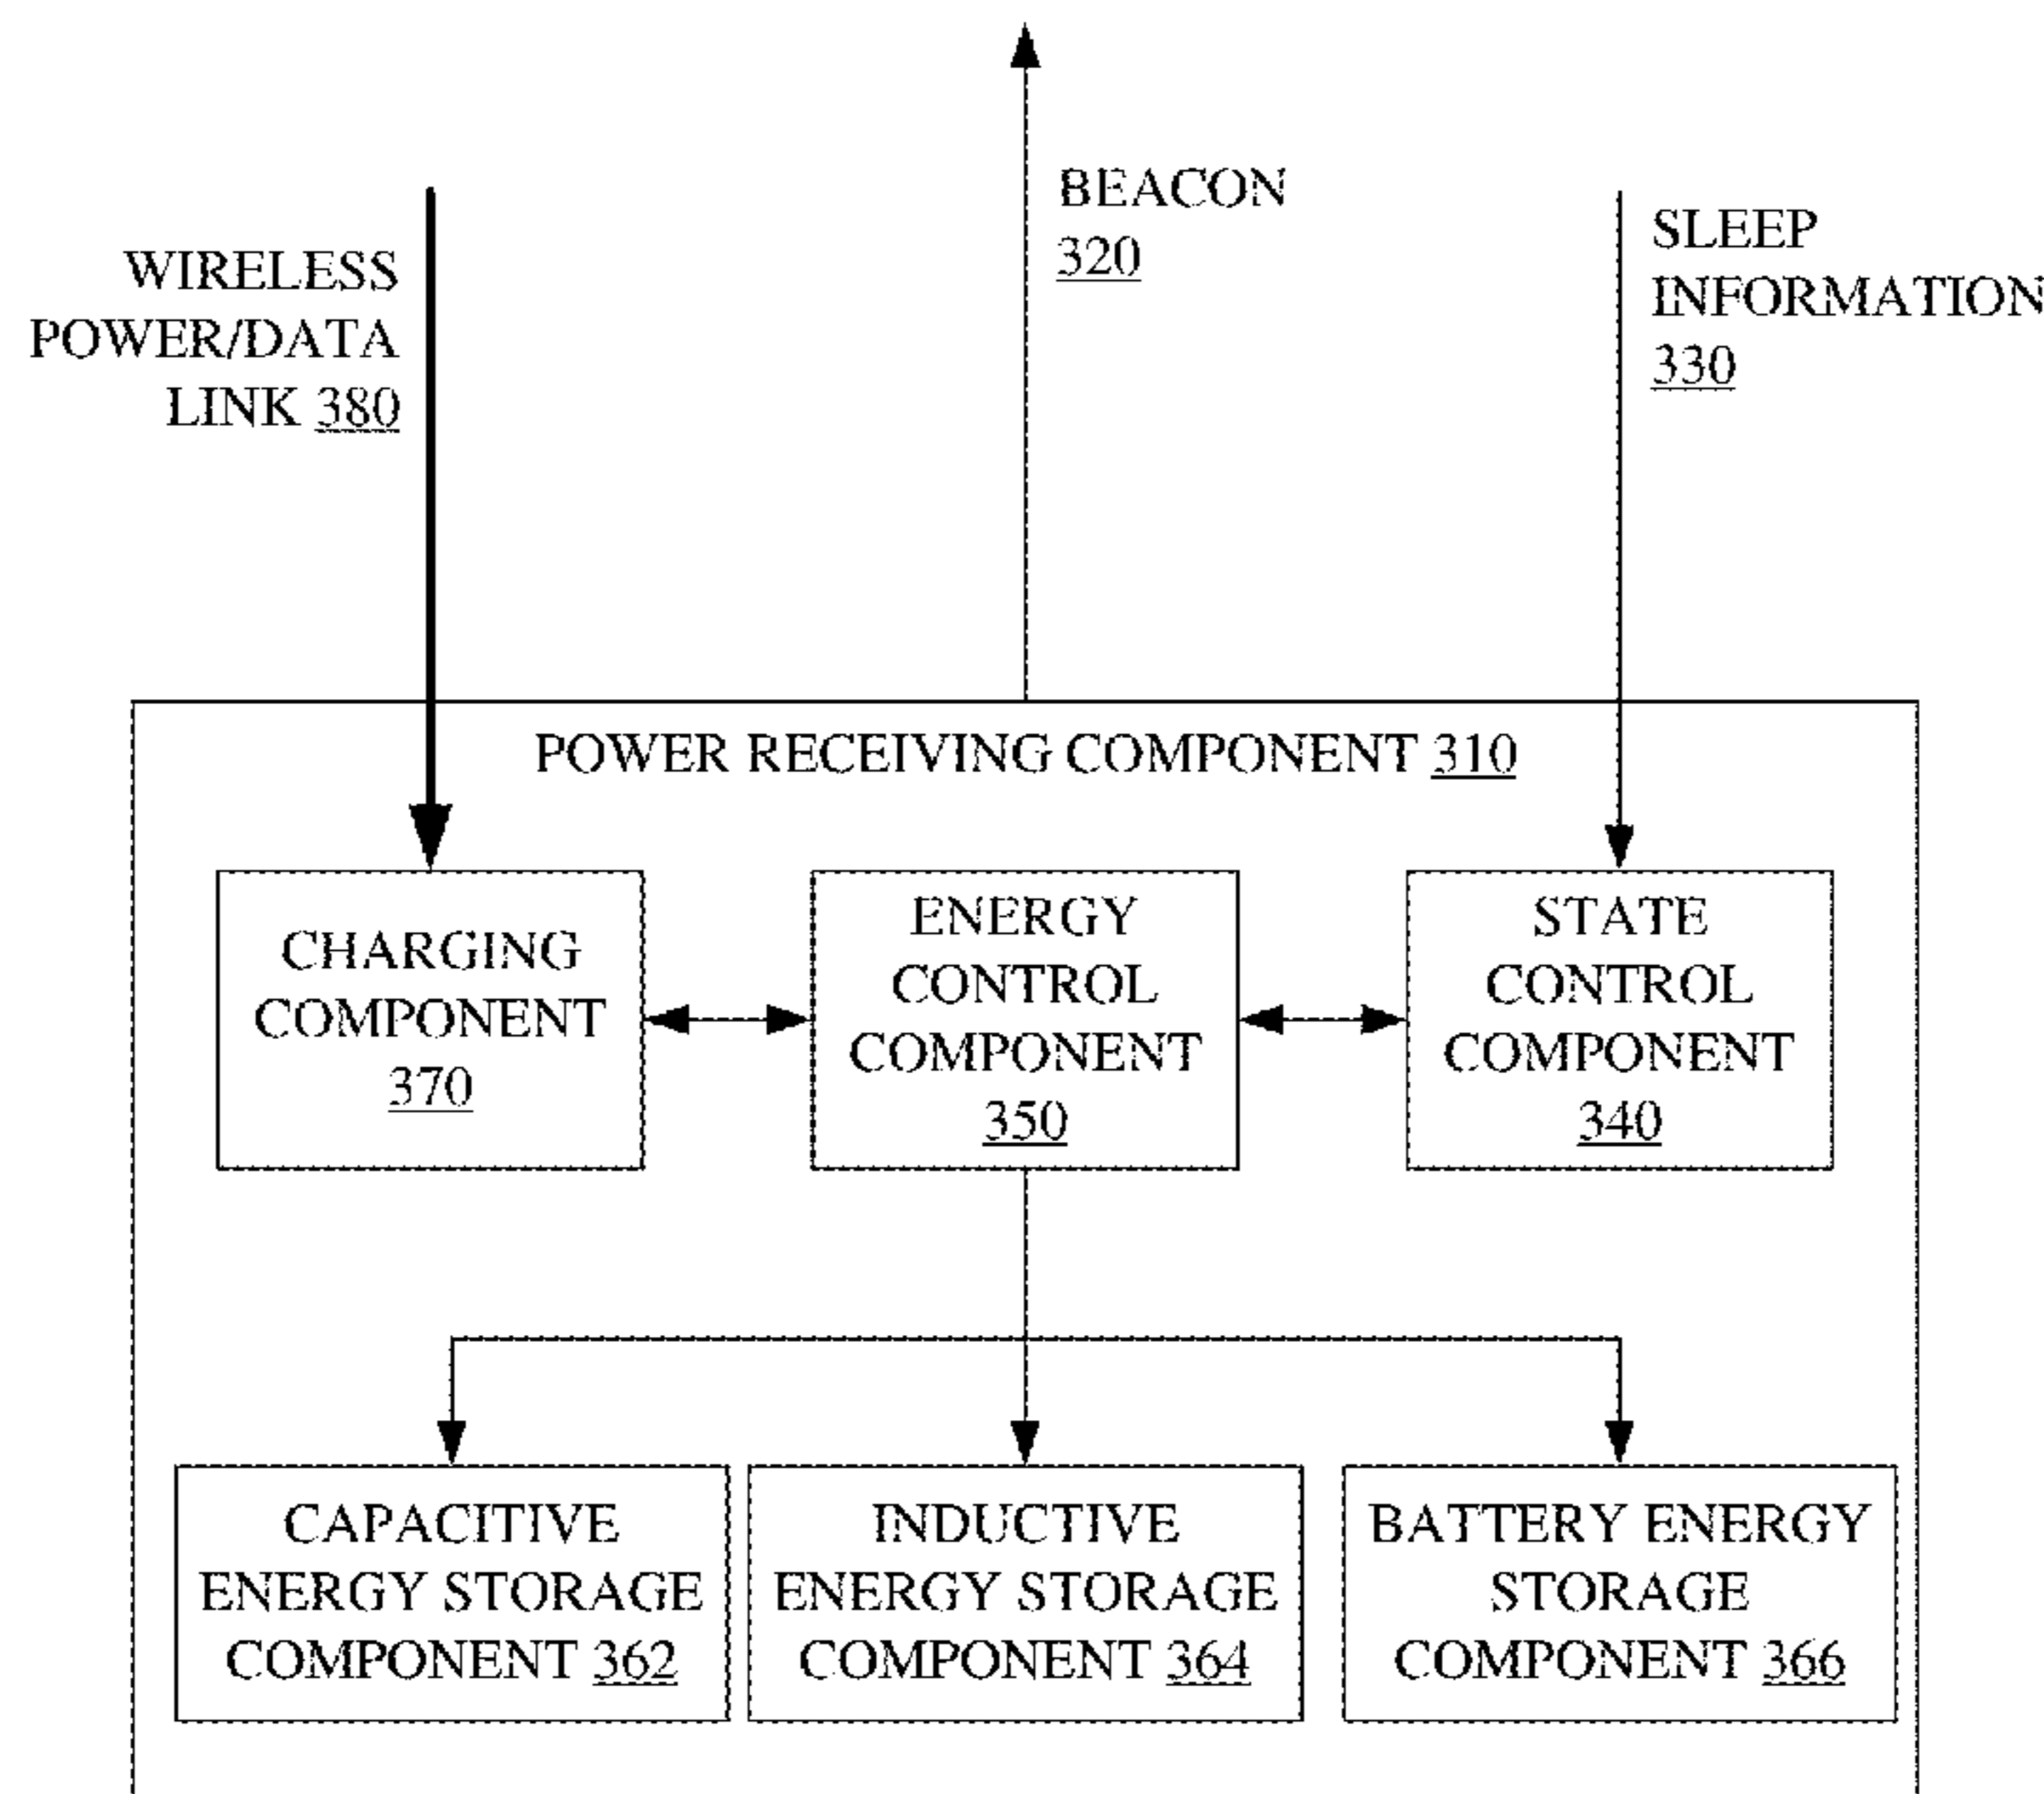 BEACON
320
WIRELESS
POWER/DATA
LINK 380
SLEEP
INFORMATION
330
POWER RECEIVING COMPONENT 310
CHARGING
COMPONENT
370
ENERGY
CONTROL
COMPONENT
350
STATE
CONTROL
COMPONENT
340
CAPACITIVE
ENERGY STORAGE
COMPONENT 362
INDUCTIVE
ENERGY STORAGE
COMPONENT 364
BATTERY ENERGY
STORAGE
COMPONENT 366